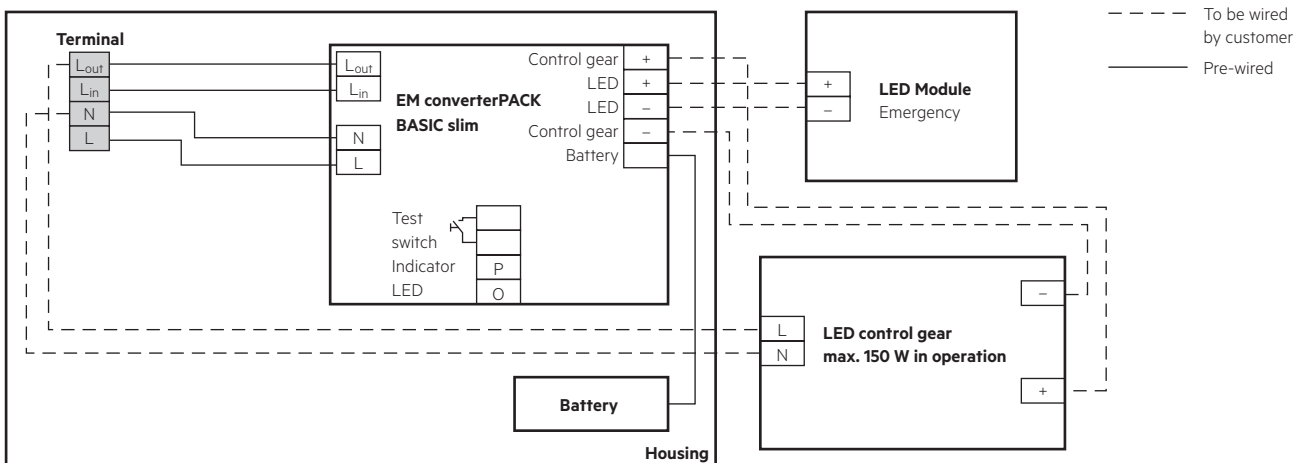 To be wired
by customer
Pre-wired
Terminal
Lout
Lin
N
L
Lout
Lin
N
L
EM converterPACK
BASIC slim
Control gear +
LED +
LED –
Control gear –
Battery
+
–
LED Module
Emergency
Test
switch
Indicator P
LED O
L
N
LED control gear
max. 150 W in operation
–
+
Battery
Housing